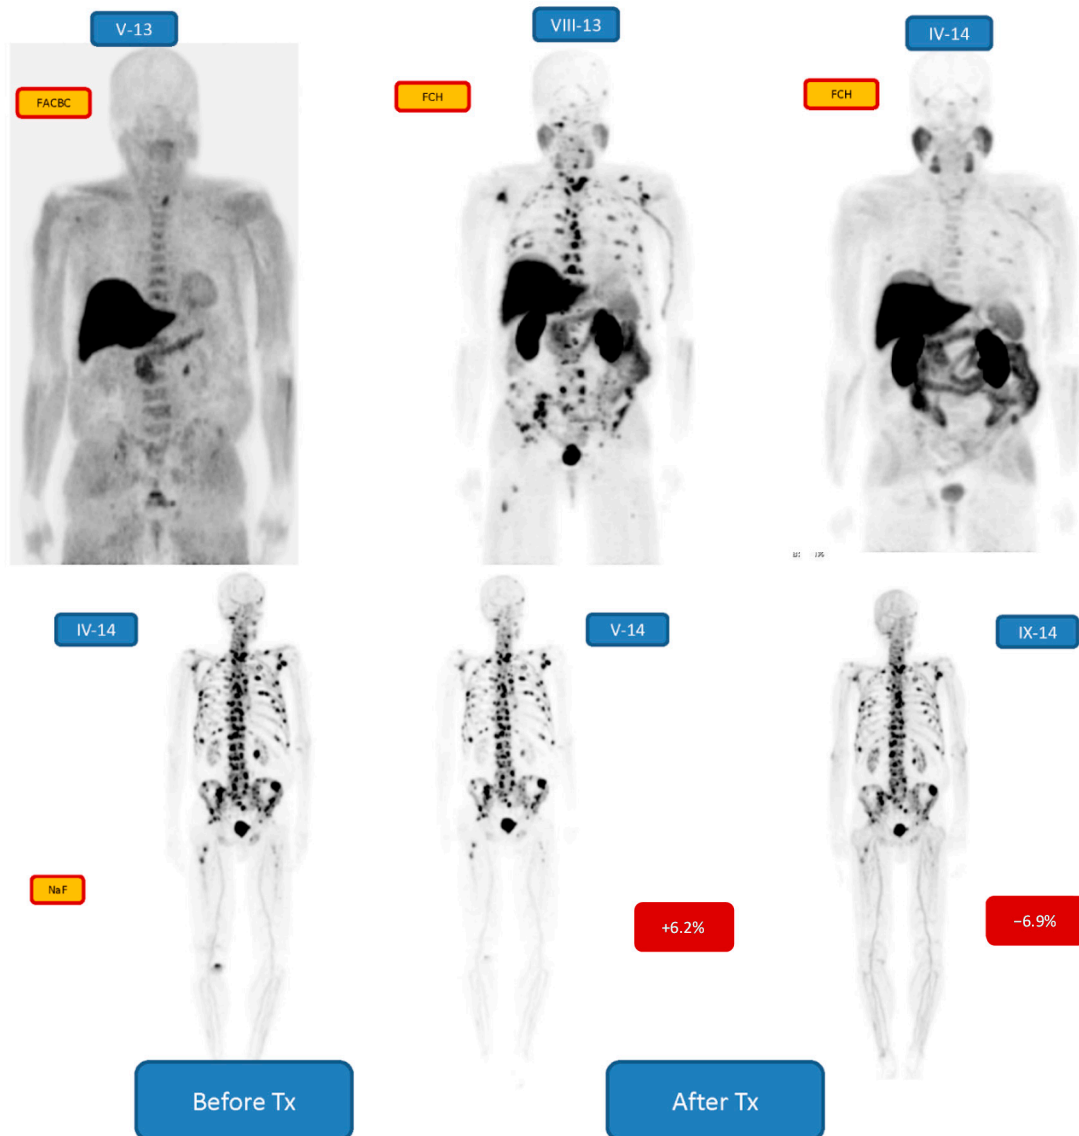 V-13
VIII-13
IV-14
FACBC
FCH
FCH
IV-14
V-14
IX-14
NaF
+6.2%
−6.9%
Before Tx
After Tx